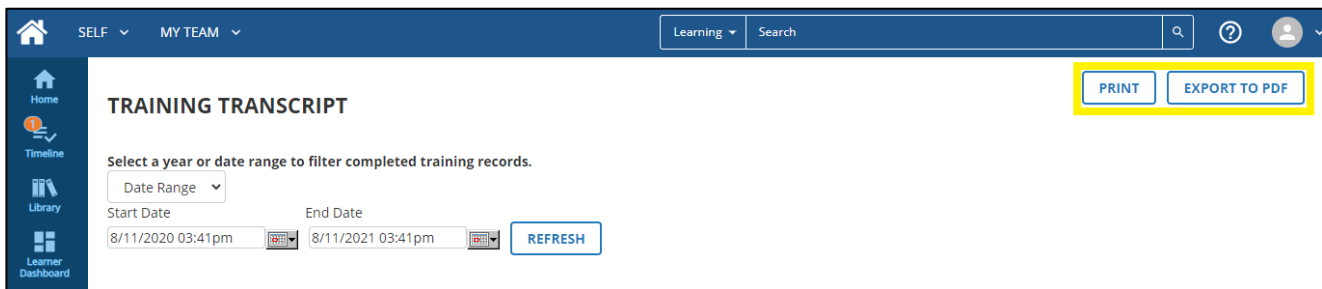 SELF MY TEAM Learning Search
PRINT EXPORT TO PDF
Home
TRAINING TRANSCRIPT
1
Timeline
Select a year or date range to filter completed training records.
Date Range
Library
Start Date End Date
8/11/2020 03:41pm 8/11/2021 03:41pm REFRESH
Learner
Dashboard